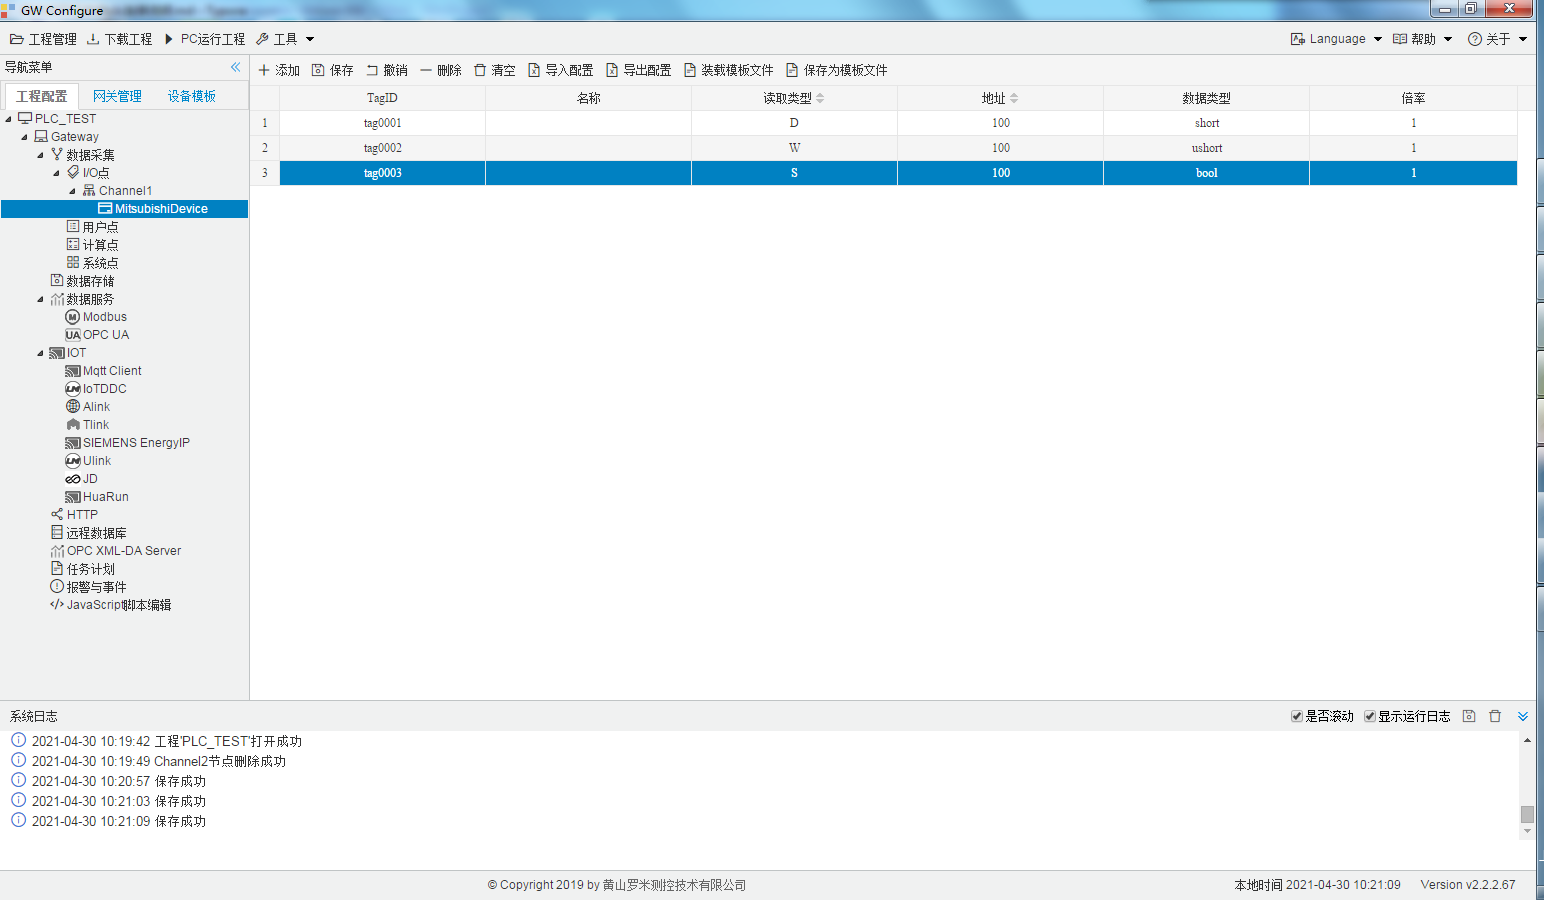 GW Configure
工程管理 下载工程 PC运行工程 工具 Language 帮助 关于
导航菜单
添加 保存 撤销 删除 清空 导入配置 导出配置 装载模板文件 保存为模板文件
工程配置 网关管理 设备模板
TagID 名称 读取类型 地址 数据类型 倍率
1 tag0001 D 100 short 1
2 tag0002 W 100 ushort 1
3 tag0003 S 100 bool 1
PLC_TEST
Gateway
数据采集
I/O点
Channel1
MitsubishiDevice
用户点
计算点
系统点
数据存储
数据服务
Modbus
UA OPC UA
IOT
Mqtt Client
IoTDDC
Alink
Tlink
SIEMENS EnergyIP
Ulink
JD
HuaRun
HTTP
远程数据库
OPC XML-DA Server
任务计划
报警与事件
JavaScript脚本编辑
系统日志 是否滚动 显示运行日志
2021-04-30 10:19:42 工程'PLC_TEST'打开成功
2021-04-30 10:19:49 Channel2节点删除成功
2021-04-30 10:20:57 保存成功
2021-04-30 10:21:03 保存成功
2021-04-30 10:21:09 保存成功
© Copyright 2019 by 黄山罗米测控技术有限公司 本地时间 2021-04-30 10:21:09 Version v2.2.2.67